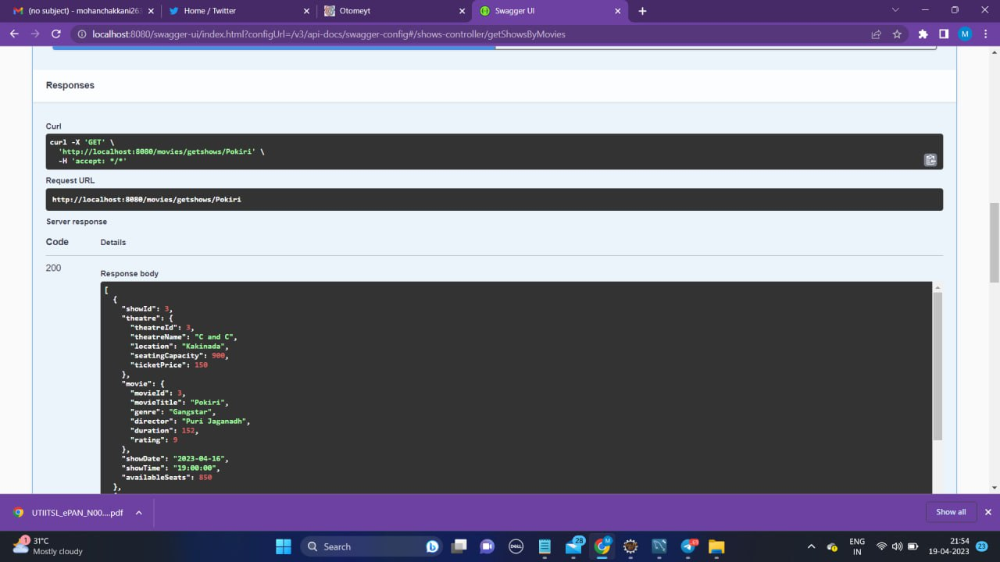 (no subject) - mohanchakkani263
Home / Twitter
Otomeyt
Swagger UI
localhost:8080/swagger-ui/index.html?configUrl=/v3/api-docs/swagger-config#/shows-controller/getShowsByMovies
M
Responses
Curl
curl -X 'GET' \
'http://localhost:8080/movies/getshows/Pokiri' \
-H 'accept: */*'
Request URL
http://localhost:8080/movies/getshows/Pokiri
Server response
Code Details
200
Response body
[
{
"showId": 3,
"theatre": {
"theatreId": 3,
"theatreName": "C and C",
"location": "Kakinada",
"seatingCapacity": 900,
"ticketPrice": 150
},
"movie": {
"movieId": 3,
"movieTitle": "Pokiri",
"genre": "Gangstar",
"director": "Puri Jaganadh",
"duration": 152,
"rating": 9
},
"showDate": "2023-04-16",
"showTime": "19:00:00",
"availableSeats": 850
},
UTIITSL_ePAN_N00....pdf
Show all
1
31°C
Mostly cloudy
Search
DELL
28
M
69
ENG
IN
21:54
19-04-2023
23